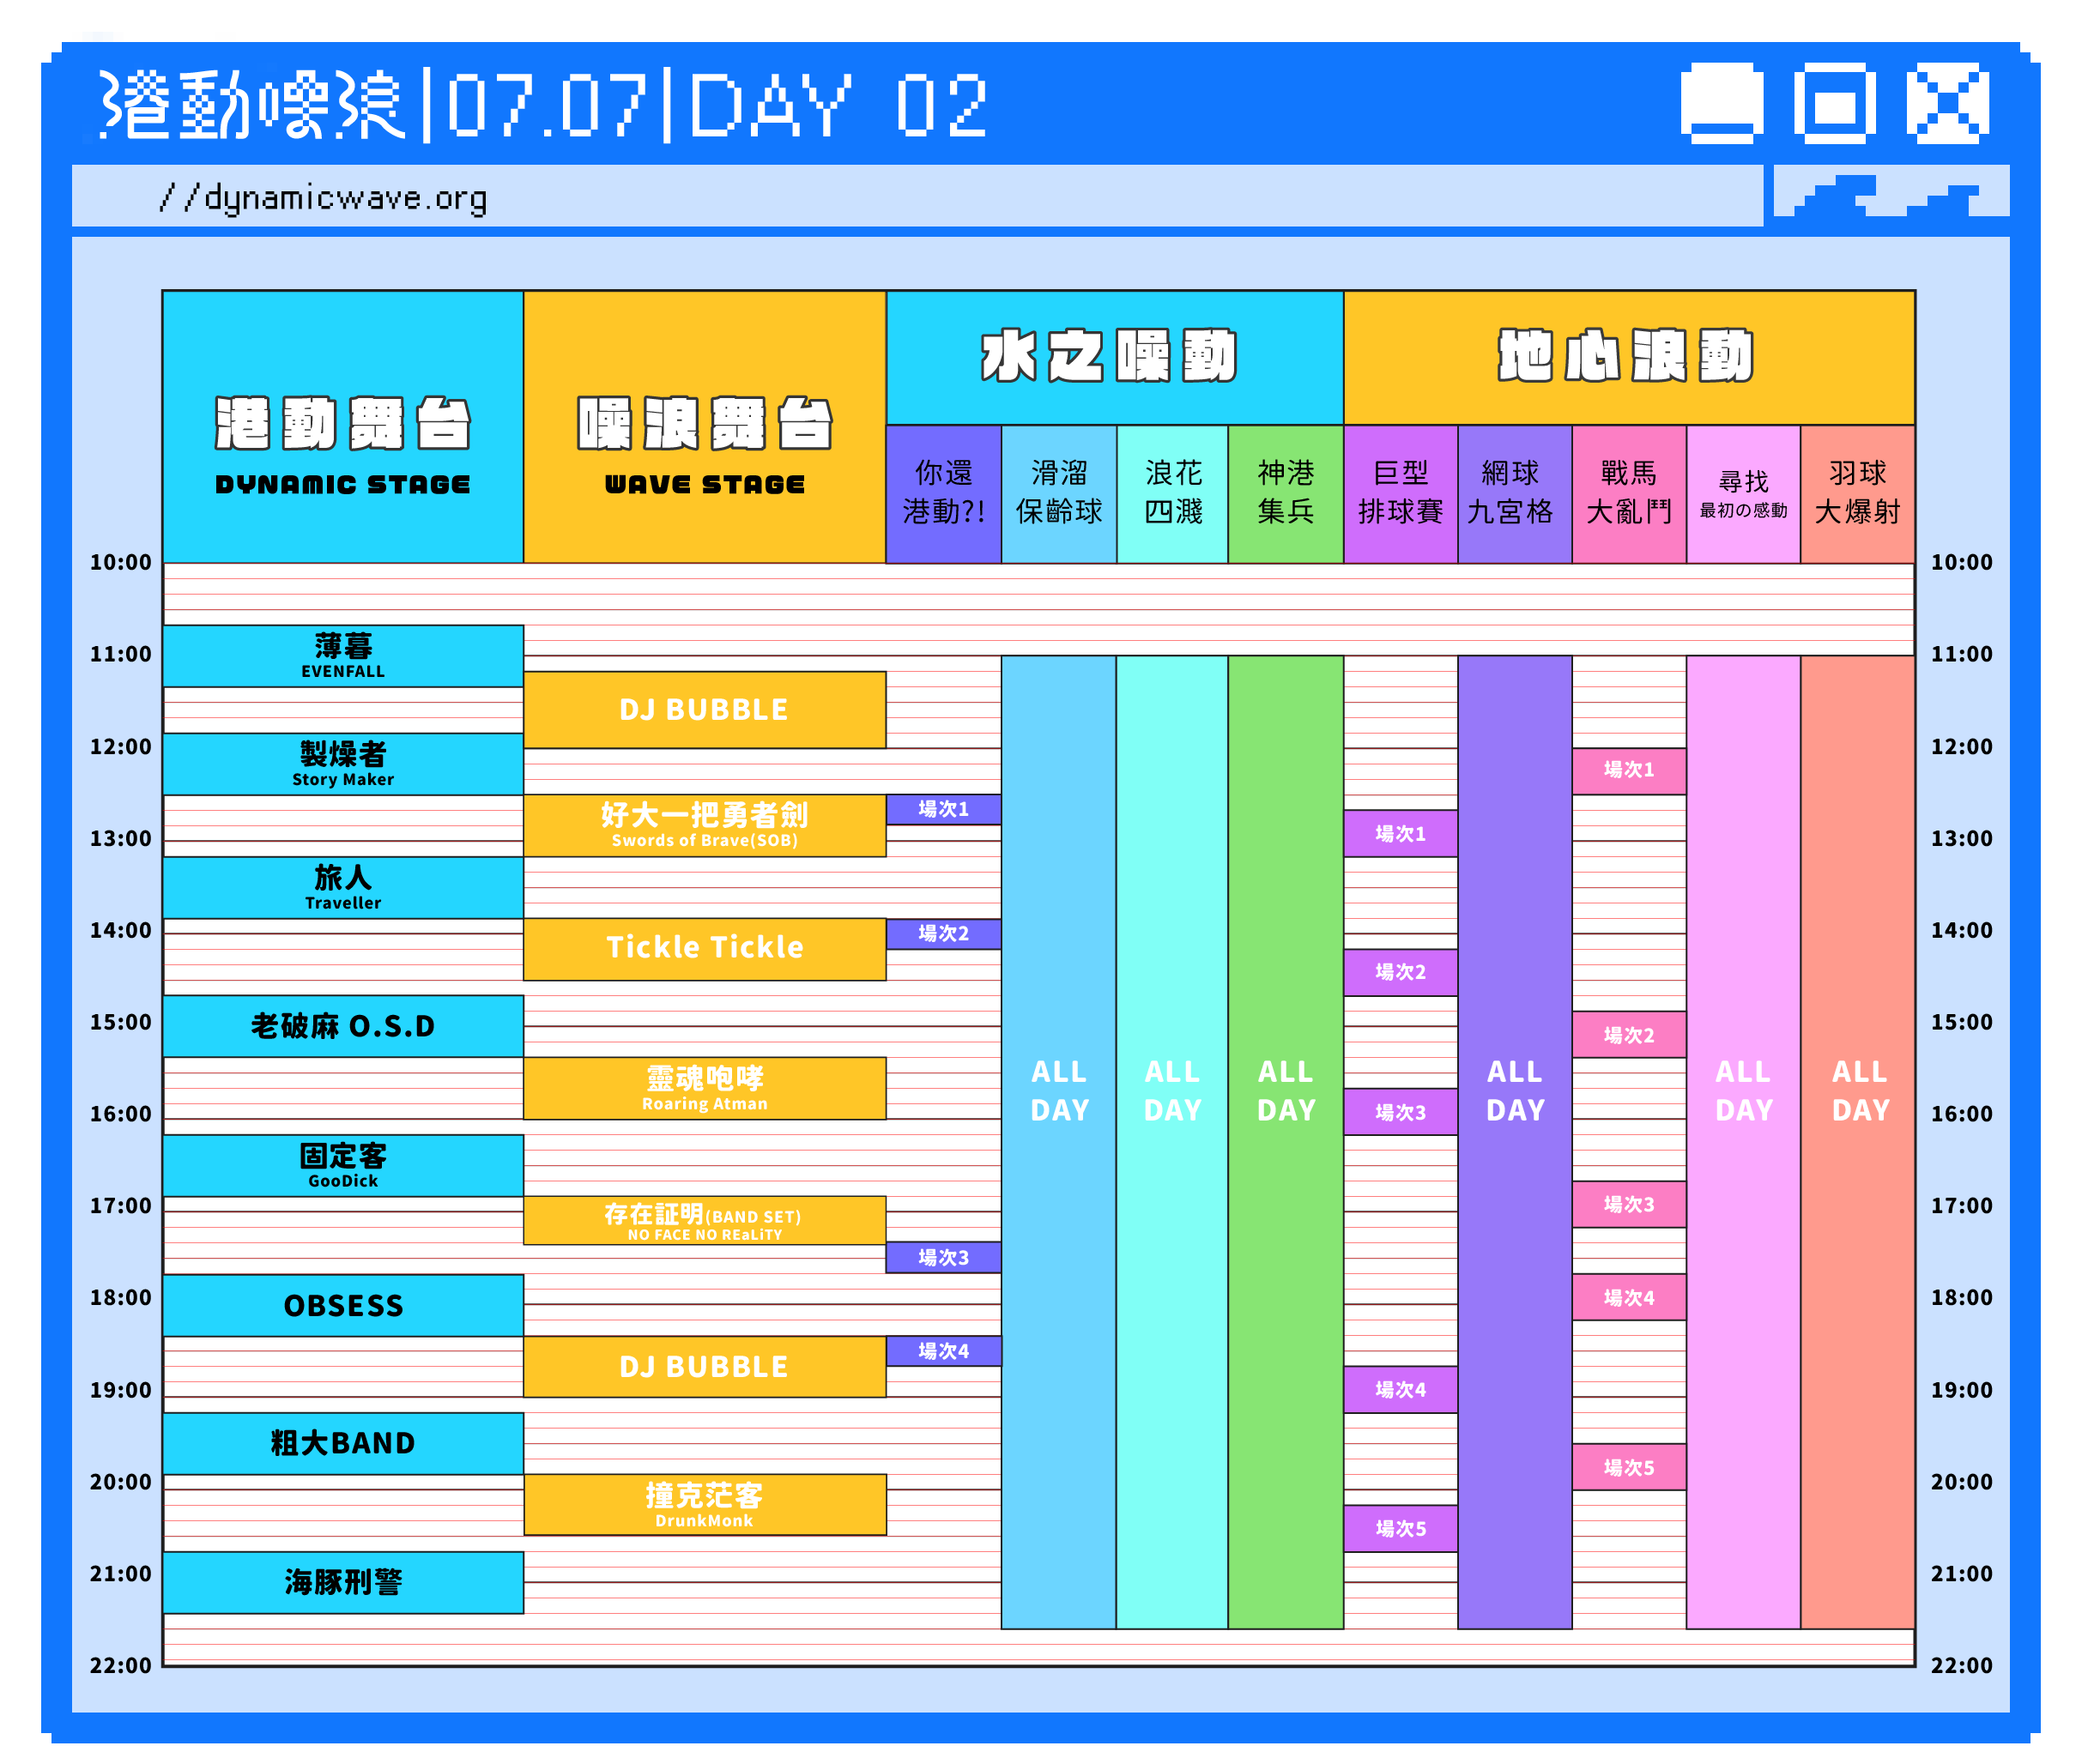 港動噪浪|07.07|DAY 02
//dynamicwave.org
港動舞台
DYNAMIC STAGE
噪浪舞台
WAVE STAGE
水之噪動
地心浪動
你還
港動?!
滑溜
保齡球
浪花
四濺
神港
集兵
巨型
排球賽
網球
九宮格
戰馬
大亂鬥
尋找
最初の感動
羽球
大爆射
10:00
10:00
薄暮
EVENFALL
11:00
11:00
DJ BUBBLE
12:00
12:00
製燥者
Story Maker
場次1
好大一把勇者劍
Swords of Brave(SOB)
場次1
場次1
13:00
13:00
旅人
Traveller
14:00
14:00
Tickle Tickle
場次2
場次2
15:00
15:00
老破麻 O.S.D
場次2
靈魂咆哮
Roaring Atman
ALL
DAY
ALL
DAY
ALL
DAY
ALL
DAY
ALL
DAY
ALL
DAY
場次3
16:00
16:00
固定客
GooDick
17:00
17:00
存在証明(BAND SET)
NO FACE NO REaLiTY
場次3
場次3
18:00
18:00
OBSESS
場次4
DJ BUBBLE
場次4
19:00
19:00
場次4
粗大BAND
場次5
20:00
20:00
撞克茫客
DrunkMonk
場次5
21:00
21:00
海豚刑警
22:00
22:00